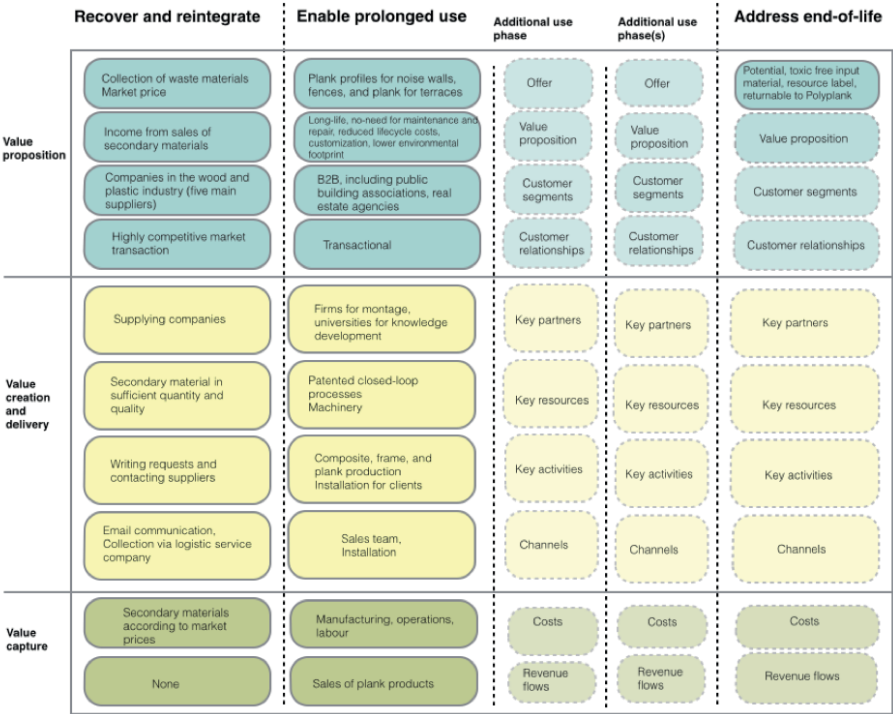 Recover and reintegrate
Enable prolonged use
Additional use
phase
Additional use
phase(s)
Address end-of-life
Value
proposition
Collection of waste materials
Market price
Plank profiles for noise walls,
fences, and plank for terraces
Offer
Offer
Potential, toxic free input
material, resource label,
returnable to Polyplank
Income from sales of
secondary materials
Long-life, no-need for maintenance and
repair, reduced lifecycle costs,
customization, lower environmental
footprint
Value
proposition
Value
proposition
Value proposition
Companies in the wood and
plastic industry (five main
suppliers)
B2B, including public
building associations, real
estate agencies
Customer
segments
Customer
segments
Customer segments
Highly competitive market
transaction
Transactional
Customer
relationships
Customer
relationships
Customer relationships
Value
creation
and
delivery
Supplying companies
Firms for montage,
universities for knowledge
development
Key partners
Key partners
Key partners
Secondary material in
sufficient quantity and
quality
Patented closed-loop
processes
Machinery
Key resources
Key resources
Key resources
Writing requests and
contacting suppliers
Composite, frame, and
plank production
Installation for clients
Key activities
Key activities
Key activities
Email communication,
Collection via logistic service
company
Sales team,
Installation
Channels
Channels
Channels
Value
capture
Secondary materials
according to market
prices
Manufacturing, operations,
labour
Costs
Costs
Costs
None
Sales of plank products
Revenue
flows
Revenue
flows
Revenue flows